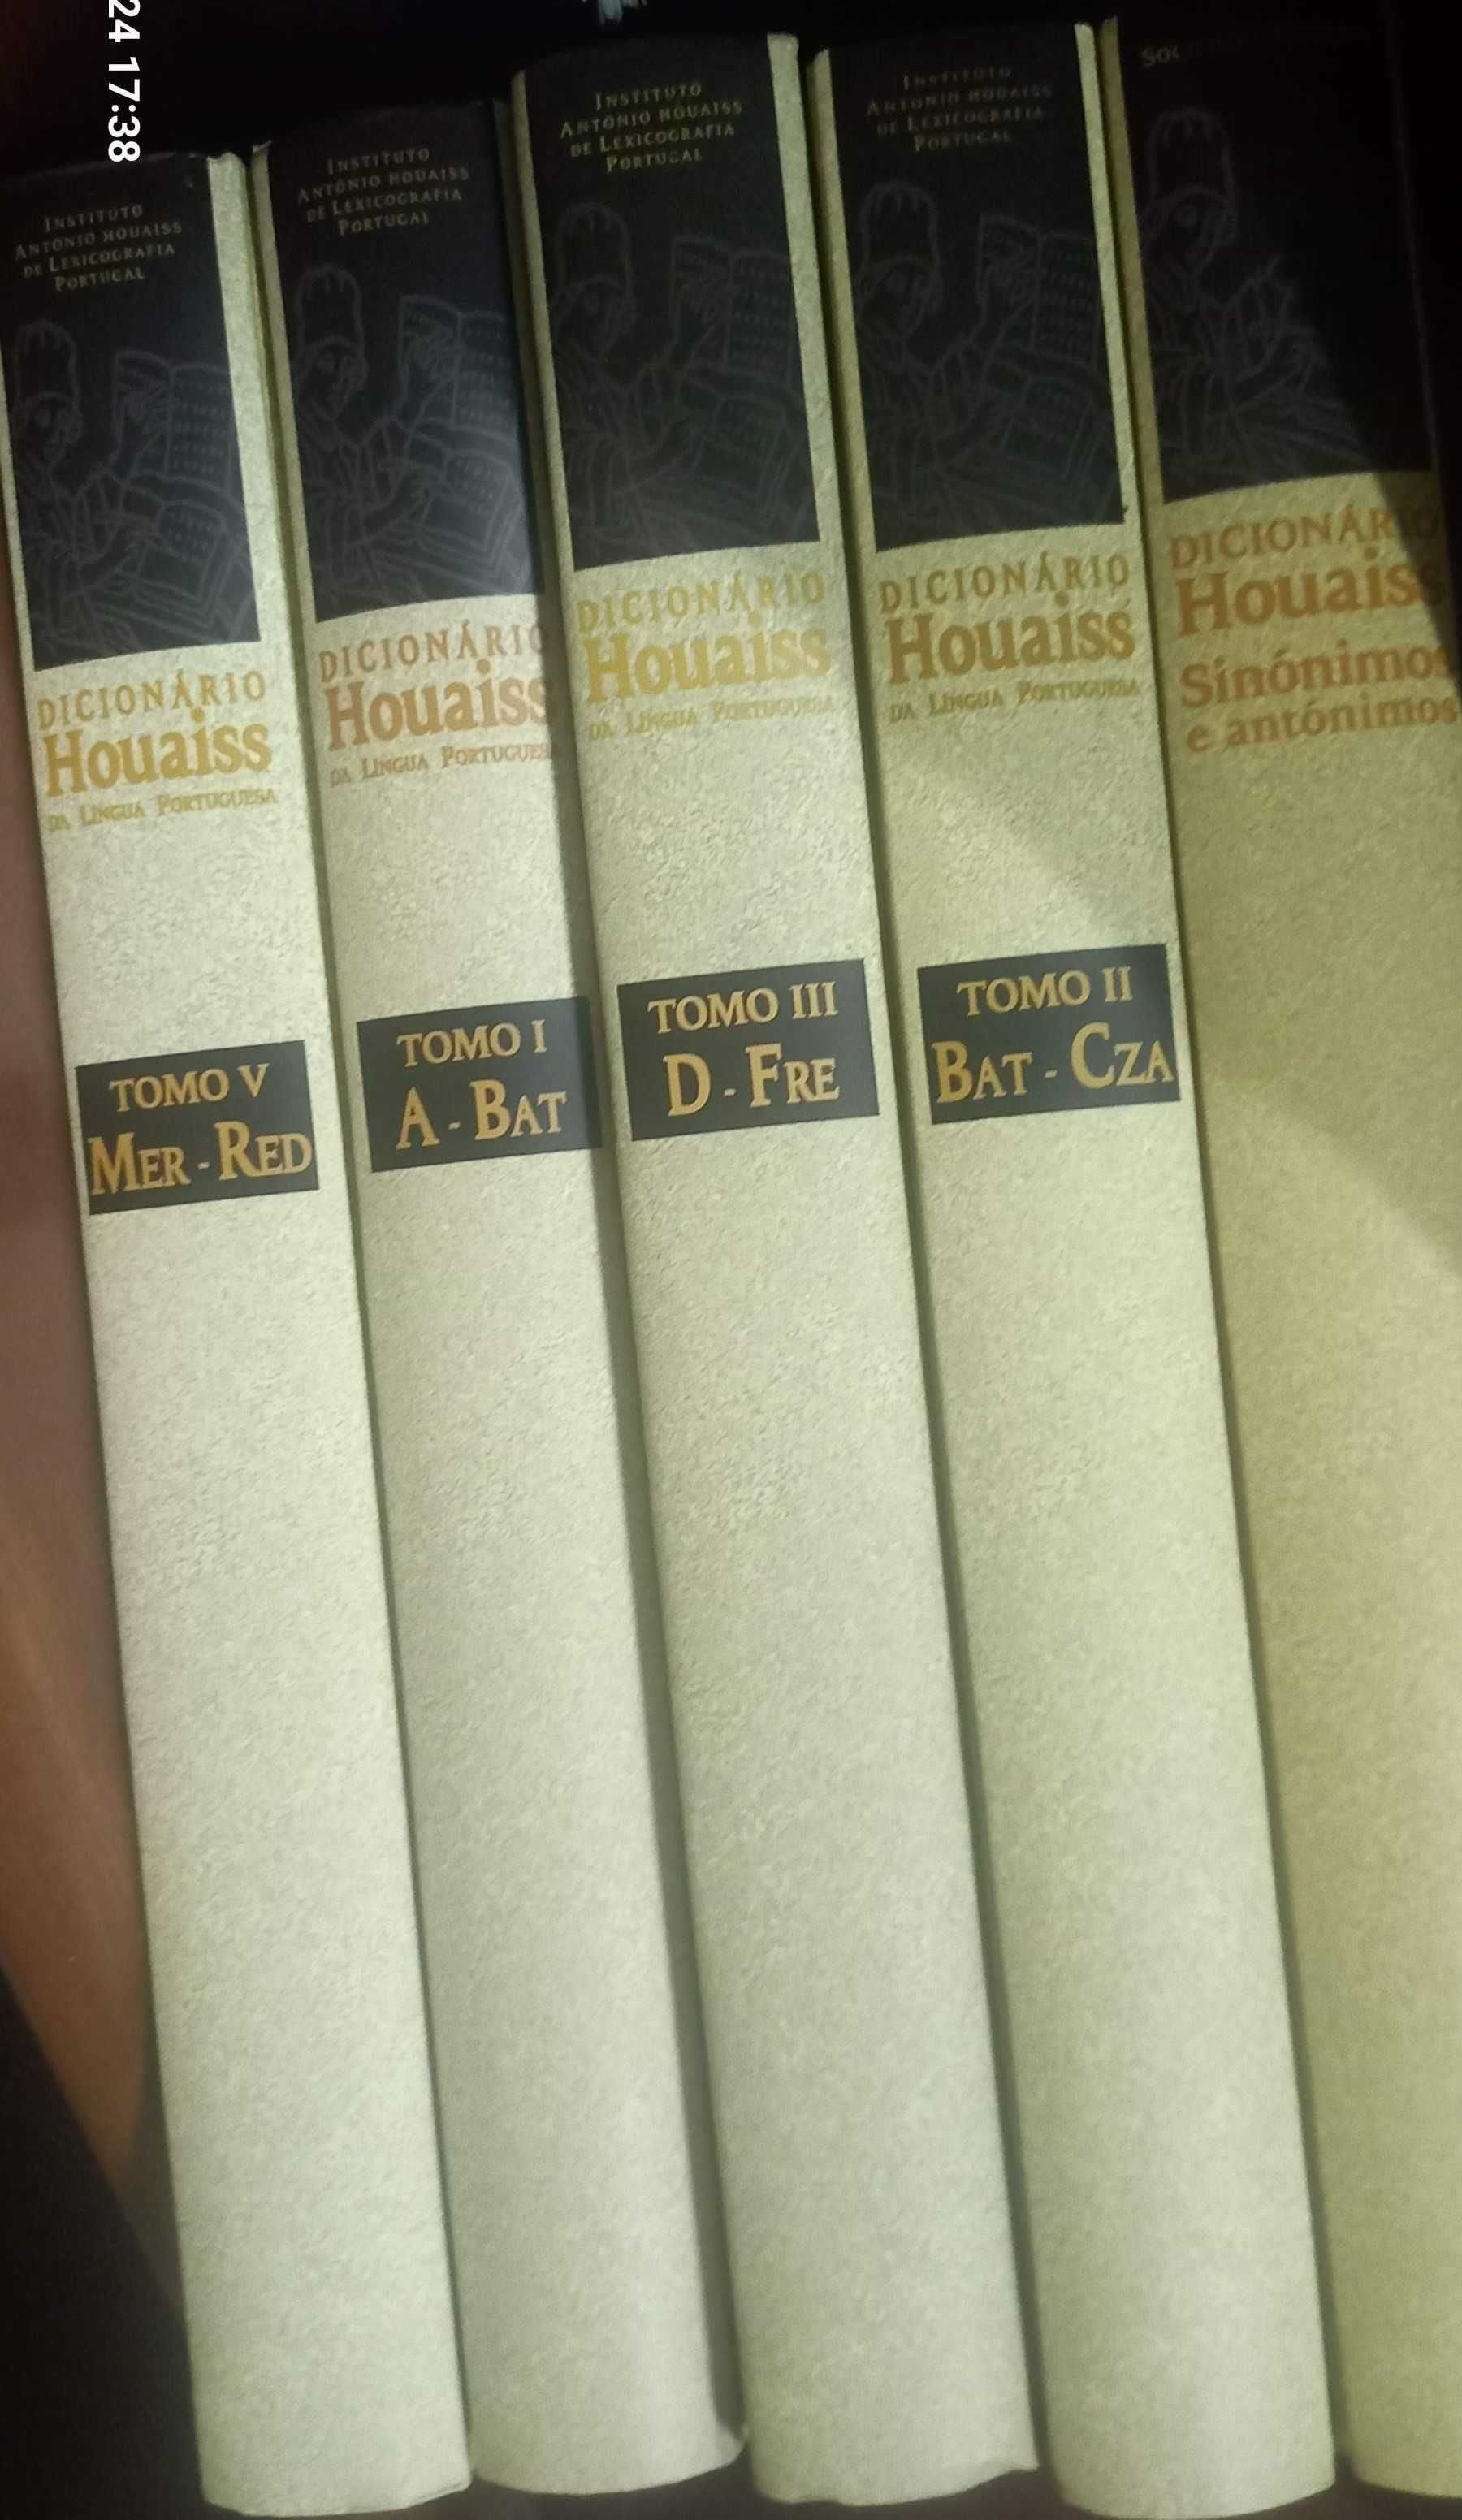 24 17:38
INSTITUTO
ANTÓNIO HOUAISS
DE LEXICOGRAFIA
PORTUGAL
DICIONÁRIO
Houaiss
DA LÍNGUA PORTUGUESA
TOMO V
MER - RED
INSTITUTO
ANTÓNIO HOUAISS
DE LEXICOGRAFIA
PORTUGAL
DICIONÁRIO
Houaiss
DA LÍNGUA PORTUGUESA
TOMO I
A - BAT
INSTITUTO
ANTÓNIO HOUAISS
DE LEXICOGRAFIA
PORTUGAL
DICIONÁRIO
Houaiss
DA LÍNGUA PORTUGUESA
TOMO III
D - FRE
INSTITUTO
ANTÓNIO HOUAISS
DE LEXICOGRAFIA
PORTUGAL
DICIONÁRIO
Houaiss
DA LÍNGUA PORTUGUESA
TOMO II
BAT - CZA
DICIONÁRIO
Houaiss
Sinónimos
e antónimos